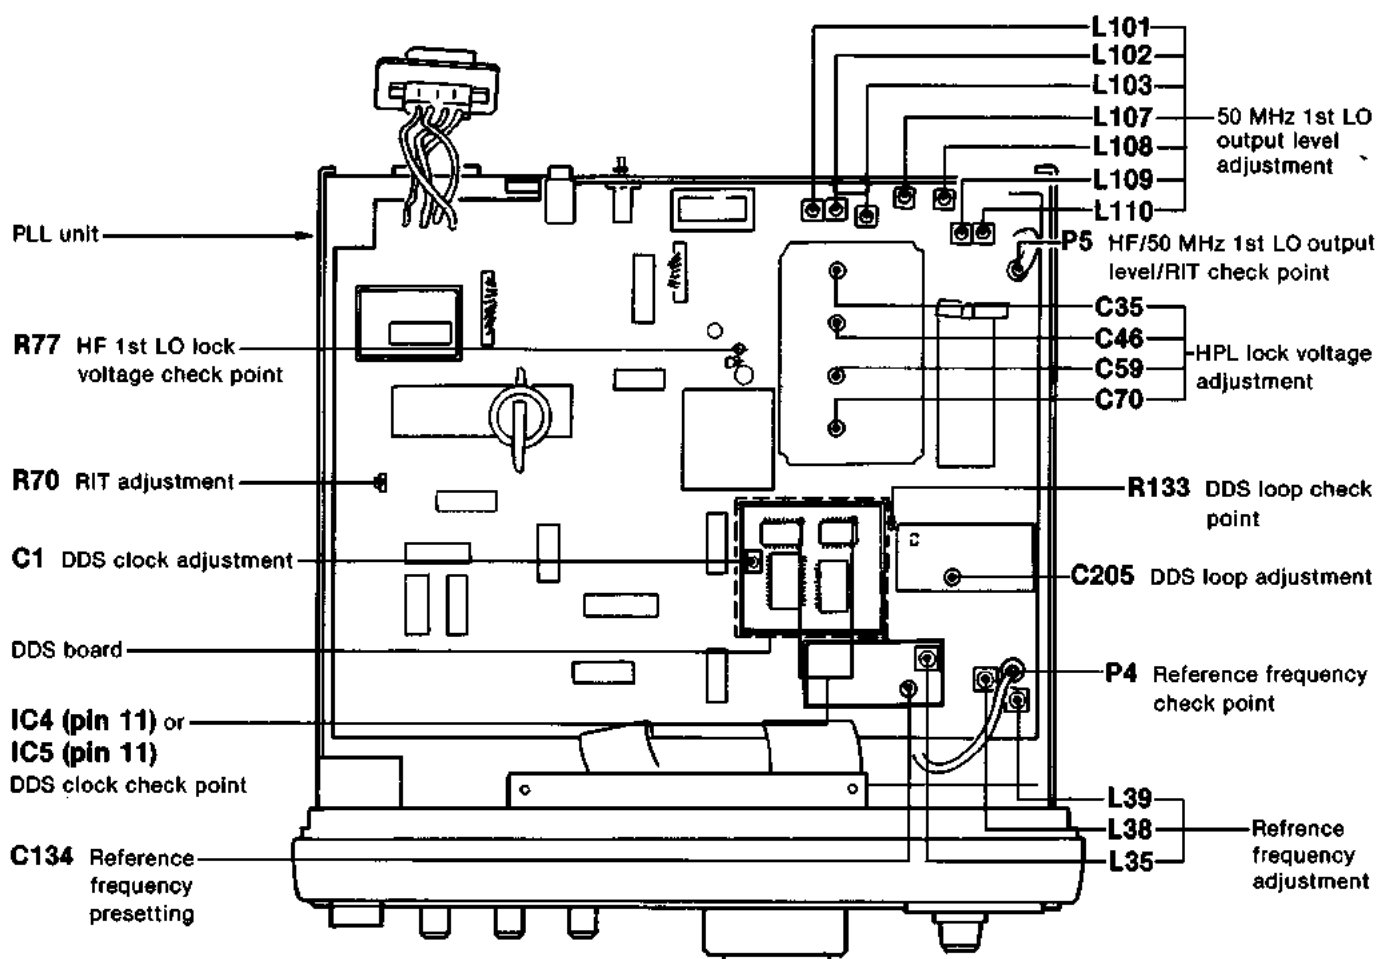 L101
L102
L103
L107
L108
L109
L110
50 MHz 1st LO
output level
adjustment
PLL unit
P5 HF/50 MHz 1st LO output
level/RIT check point
R77 HF 1st LO lock
voltage check point
C35
C46
C59
C70
HPL lock voltage
adjustment
R70 RIT adjustment
R133 DDS loop check
point
C1 DDS clock adjustment
C205 DDS loop adjustment
DDS board
P4 Reference frequency
check point
IC4 (pin 11) or
IC5 (pin 11)
DDS clock check point
L39
L38
L35
Refrence
frequency
adjustment
C134 Reference
frequency
presetting